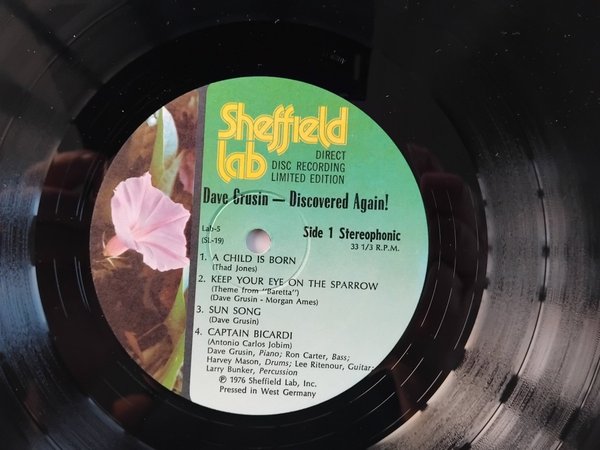 Sheffield
Lab
DIRECT
DISC RECORDING
LIMITED EDITION
Dave Grusin — Discovered Again!
Lab-5
(SL-19)
Side 1 Stereophonic
33 1/3 R.P.M.
1. A CHILD IS BORN
(Thad Jones)
2. KEEP YOUR EYE ON THE SPARROW
(Theme from "Baretta")
(Dave Grusin - Morgan Ames)
3. SUN SONG
(Dave Grusin)
4. CAPTAIN BICARDI
(Antonio Carlos Jobim)
Dave Grusin, Piano; Ron Carter, Bass;
Harvey Mason, Drums; Lee Ritenour, Guitar;
Larry Bunker, Percussion
℗ 1976 Sheffield Lab, Inc.
Pressed in West Germany